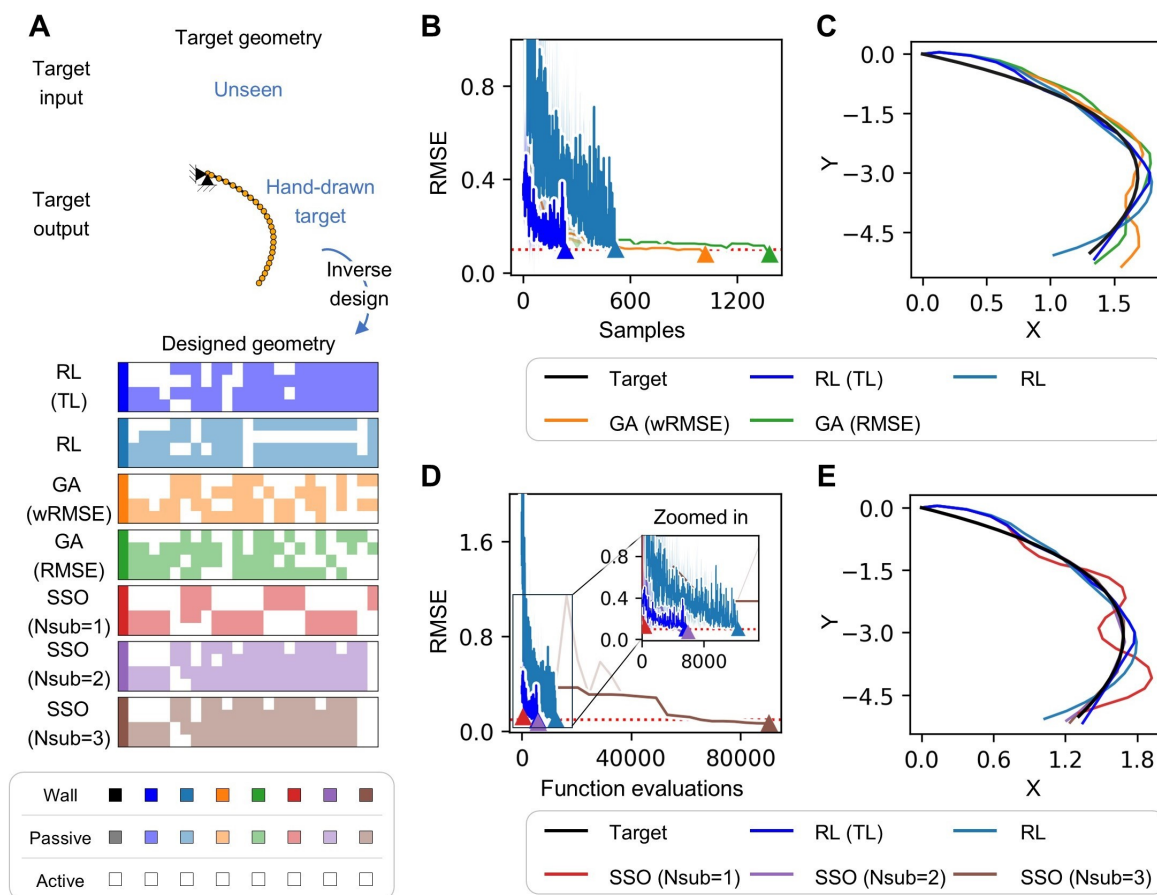 A
Target geometry
Target
input
Unseen
Target
output
Hand-drawn
target
Inverse
design
Designed geometry
RL
(TL)
RL
GA
(wRMSE)
GA
(RMSE)
SSO
(Nsub=1)
SSO
(Nsub=2)
SSO
(Nsub=3)
Wall
Passive
Active
B
RMSE
0.8
0.4
0.0
0 600 1200
Samples
C
Y
0.0
−1.5
−3.0
−4.5
0.0 0.5 1.0 1.5
X
Target RL (TL) RL
GA (wRMSE) GA (RMSE)
D
RMSE
1.6
0.8
0.0
0 40000 80000
Function evaluations
Zoomed in
0.8
0.4
0.0
0 8000
E
Y
0.0
−1.5
−3.0
−4.5
0.0 0.6 1.2 1.8
X
Target RL (TL) RL
SSO (Nsub=1) SSO (Nsub=2) SSO (Nsub=3)